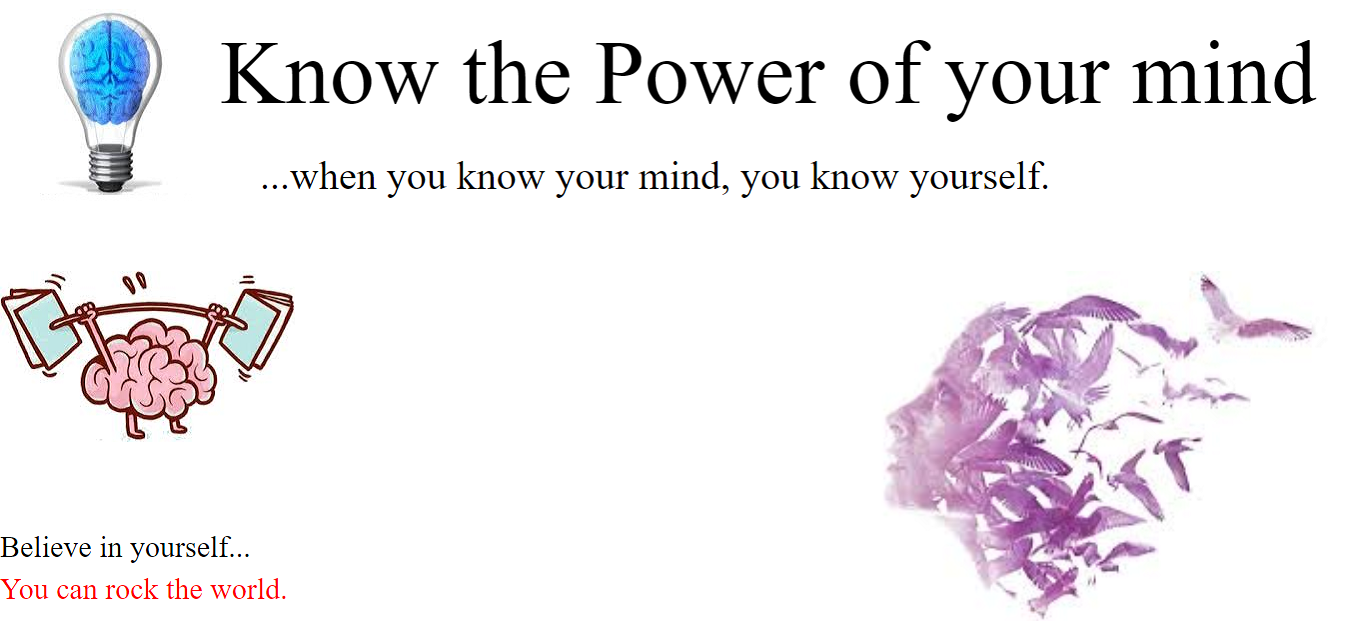 Know the Power of your mind
...when you know your mind, you know yourself.
Believe in yourself...
You can rock the world.